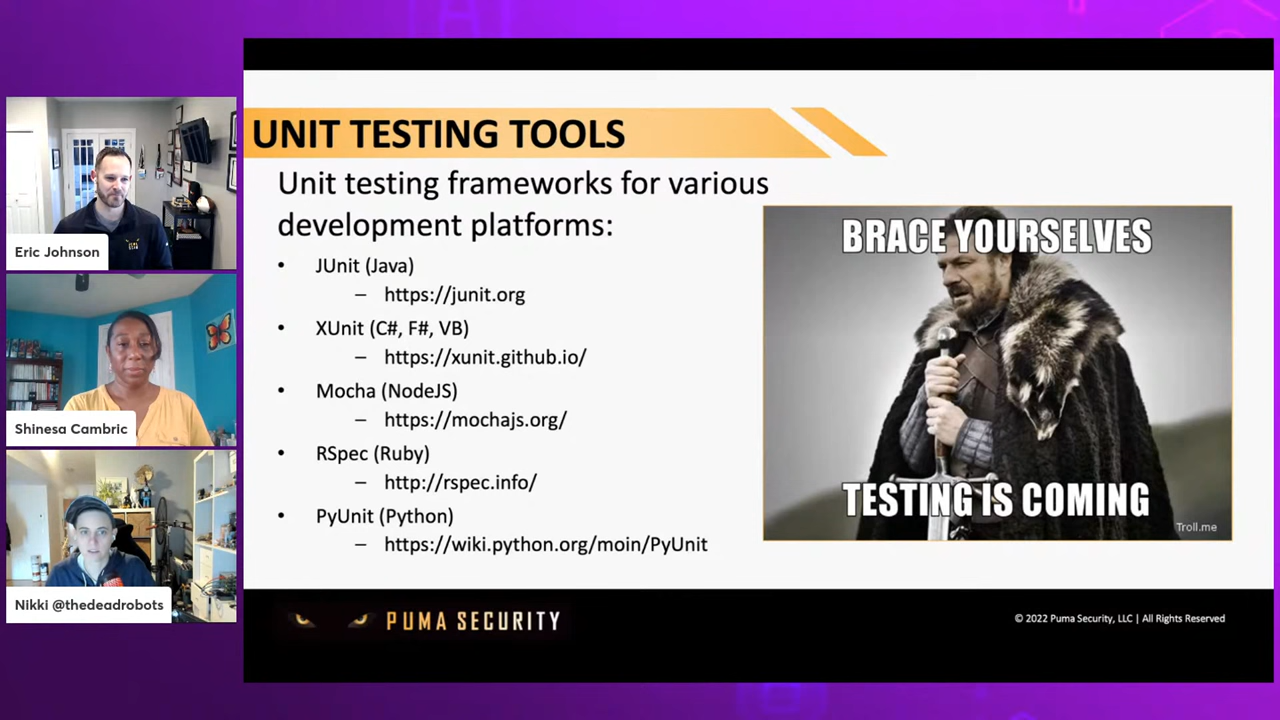 UNIT TESTING TOOLS
Unit testing frameworks for various
development platforms:
• JUnit (Java)
– https://junit.org
• XUnit (C#, F#, VB)
– https://xunit.github.io/
• Mocha (NodeJS)
– https://mochajs.org/
• RSpec (Ruby)
– http://rspec.info/
• PyUnit (Python)
– https://wiki.python.org/moin/PyUnit
BRACE YOURSELVES
TESTING IS COMING
Troll.me
Eric Johnson
Shinesa Cambric
Nikki @thedeadrobots
PUMA SECURITY
© 2022 Puma Security, LLC | All Rights Reserved